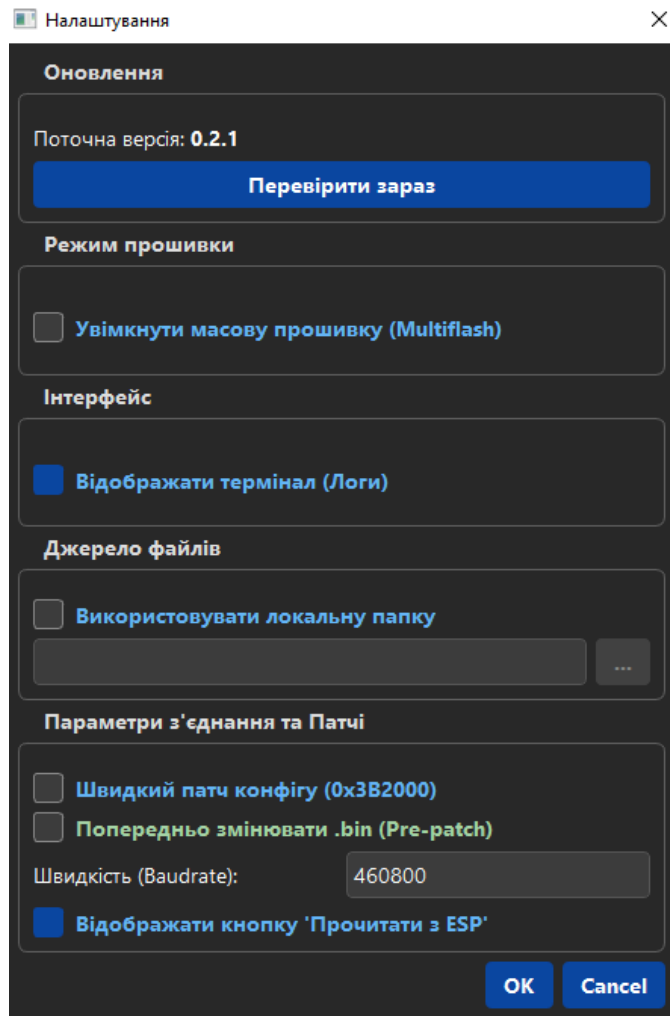 Налаштування
Оновлення
Поточна версія: 0.2.1
Перевірити зараз
Режим прошивки
Увімкнути масову прошивку (Multiflash)
Інтерфейс
Відображати термінал (Логи)
Джерело файлів
Використовувати локальну папку
...
Параметри з'єднання та Патчі
Швидкий патч конфігу (0x3B2000)
Попередньо змінювати .bin (Pre-patch)
Швидкість (Baudrate): 460800
Відображати кнопку 'Прочитати з ESP'
OK Cancel